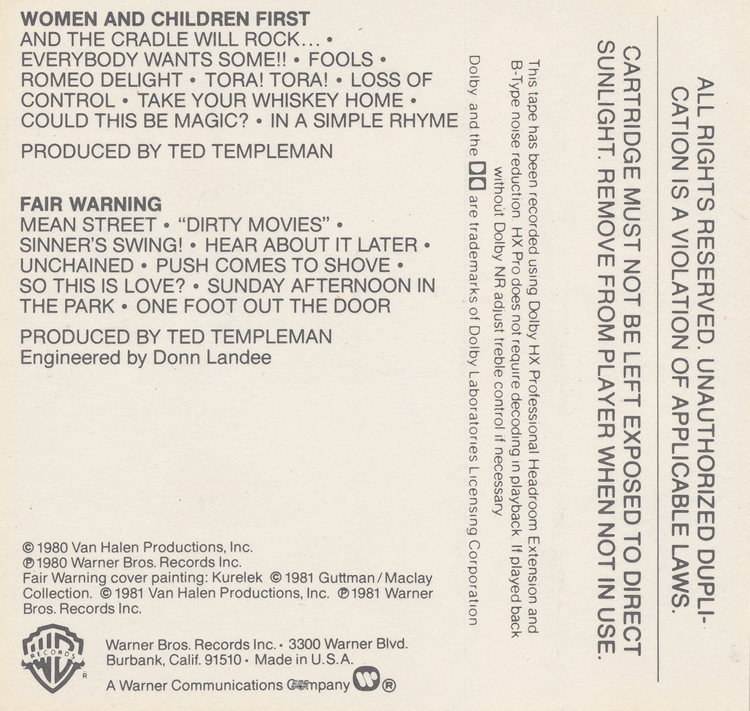 WOMEN AND CHILDREN FIRST
AND THE CRADLE WILL ROCK... •
EVERYBODY WANTS SOME!! • FOOLS •
ROMEO DELIGHT • TORA! TORA! • LOSS OF
CONTROL • TAKE YOUR WHISKEY HOME •
COULD THIS BE MAGIC? • IN A SIMPLE RHYME
PRODUCED BY TED TEMPLEMAN
FAIR WARNING
MEAN STREET • “DIRTY MOVIES” •
SINNER'S SWING! • HEAR ABOUT IT LATER •
UNCHAINED • PUSH COMES TO SHOVE •
SO THIS IS LOVE? • SUNDAY AFTERNOON IN
THE PARK • ONE FOOT OUT THE DOOR
PRODUCED BY TED TEMPLEMAN
Engineered by Donn Landee
© 1980 Van Halen Productions, Inc.
℗ 1980 Warner Bros. Records Inc.
Fair Warning cover painting: Kurelek © 1981 Guttman/Maclay
Collection. © 1981 Van Halen Productions, Inc. ℗ 1981 Warner
Bros. Records Inc.
WB
RECORDS
®
Warner Bros. Records Inc. • 3300 Warner Blvd.
Burbank, Calif. 91510 • Made in U.S.A.
A Warner Communications Company ®
This tape has been recorded using Dolby HX Professional Headroom Extension and
B-Type noise reduction HX Pro does not require decoding in playback. If played back
without Dolby NR adjust treble control if necessary
Dolby and the are trademarks of Dolby Laboratories Licensing Corporation
ALL RIGHTS RESERVED. UNAUTHORIZED DUPLI-
CATION IS A VIOLATION OF APPLICABLE LAWS.
CARTRIDGE MUST NOT BE LEFT EXPOSED TO DIRECT
SUNLIGHT. REMOVE FROM PLAYER WHEN NOT IN USE.